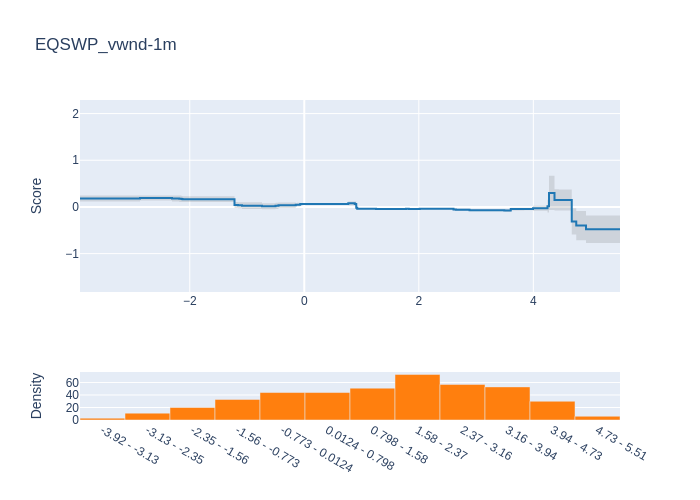 EQSWP_vwnd-1m
Score
2
1
0
−1
−2
0
2
4
Density
60
40
20
0
-3.92 - -3.13
-3.13 - -2.35
-2.35 - -1.56
-1.56 - -0.773
-0.773 - 0.0124
0.0124 - 0.798
0.798 - 1.58
1.58 - 2.37
2.37 - 3.16
3.16 - 3.94
3.94 - 4.73
4.73 - 5.51